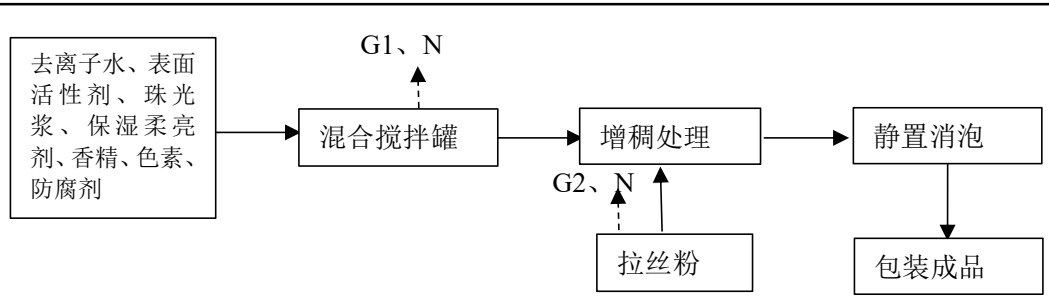 G1、N
去离子水、表面
活性剂、珠光
浆、保湿柔亮
剂、香精、色素、
防腐剂
混合搅拌罐
增稠处理
静置消泡
G2、N
拉丝粉
包装成品